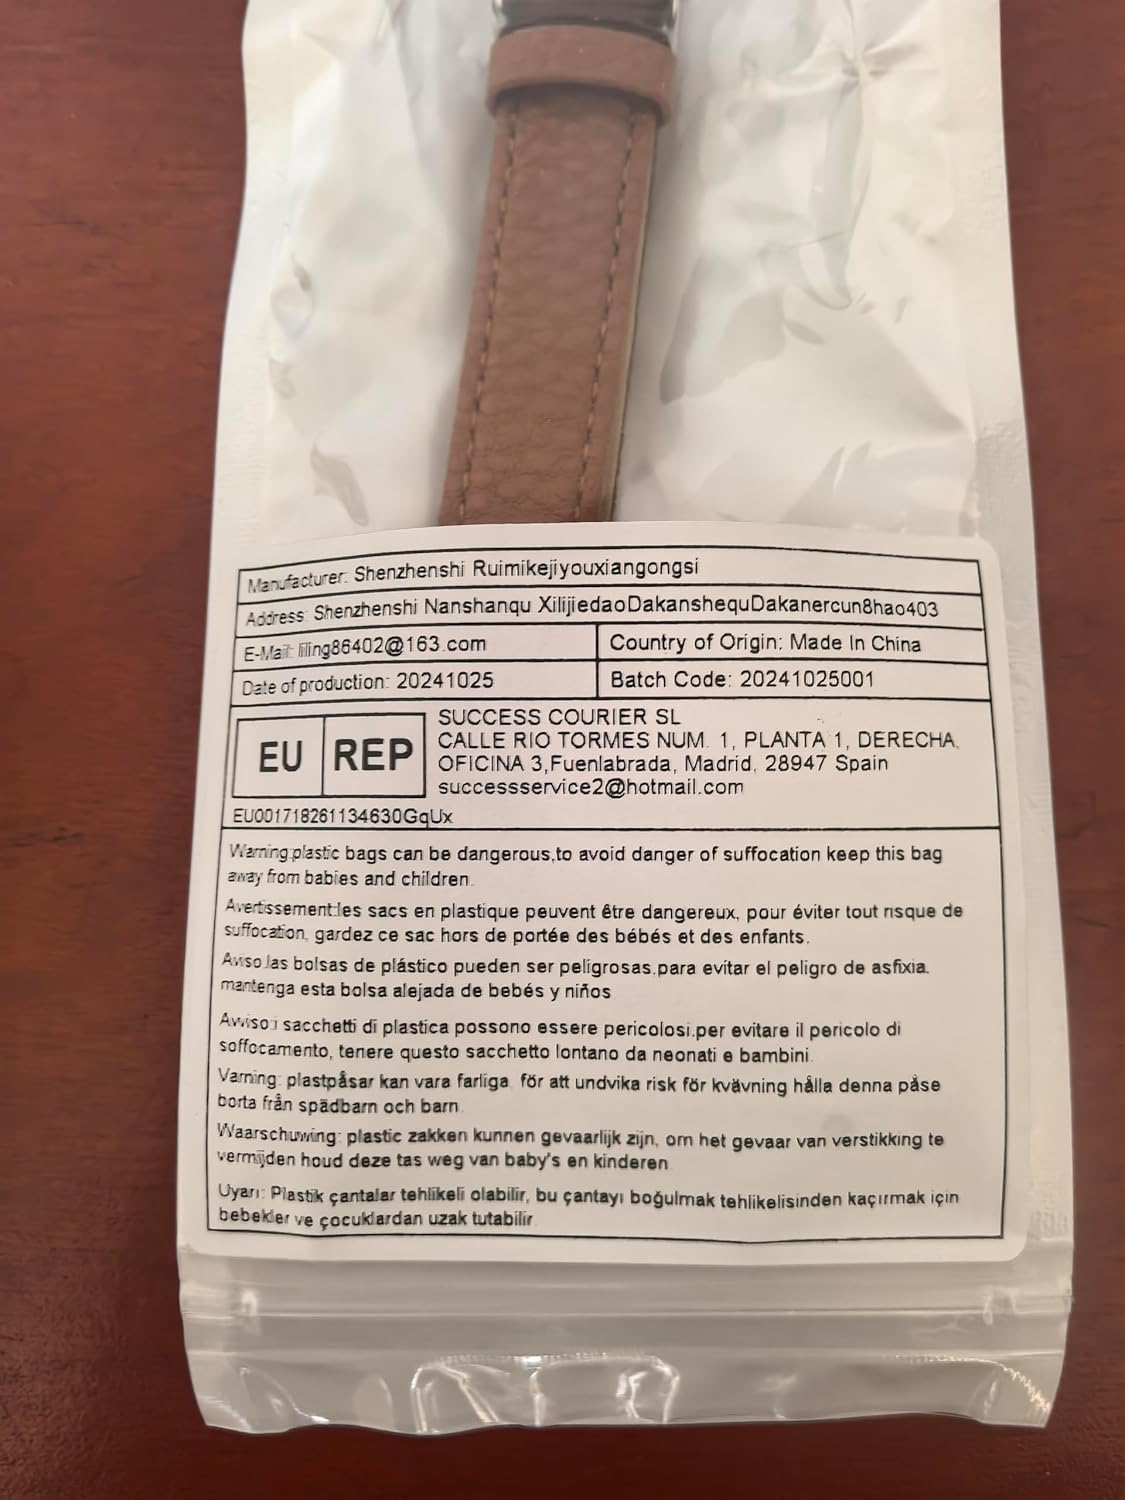 Manufacturer: Shenzhenshi Ruimikejiyouxiangongsi
Address: Shenzhenshi Nanshanqu XilijiedaoDakanshequDakanercun8hao403
E-Mail: liling86402@163.com
Country of Origin: Made In China
Date of production: 20241025
Batch Code: 20241025001
EU REP
SUCCESS COURIER SL
CALLE RIO TORMES NUM. 1, PLANTA 1, DERECHA,
OFICINA 3,Fuenlabrada, Madrid, 28947 Spain
successservice2@hotmail.com
EU001718261134630GqUx
Warning:plastic bags can be dangerous,to avoid danger of suffocation keep this bag
away from babies and children.
Avertissement:les sacs en plastique peuvent être dangereux, pour éviter tout risque de
suffocation, gardez ce sac hors de portée des bébés et des enfants.
Aviso:las bolsas de plástico pueden ser peligrosas,para evitar el peligro de asfixia.
mantenga esta bolsa alejada de bebés y niños
Avviso:i sacchetti di plastica possono essere pericolosi,per evitare il pericolo di
soffocamento, tenere questo sacchetto lontano da neonati e bambini.
Varning: plastpåsar kan vara farliga, för att undvika risk för kvävning hålla denna påse
borta från spädbarn och barn.
Waarschuwing: plastic zakken kunnen gevaarlijk zijn, om het gevaar van verstikking te
vermijden houd deze tas weg van baby's en kinderen.
Uyarı: Plastik çantalar tehlikeli olabilir, bu çantayı boğulmak tehlikelisinden kaçırmak için
bebekler ve çocuklardan uzak tutabilir.